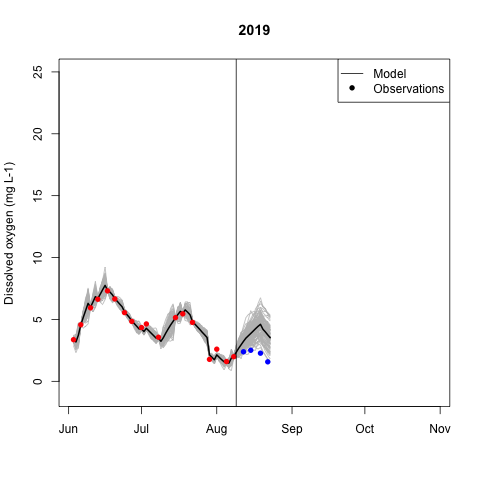 2019
Model
Observations
Dissolved oxygen (mg L-1)
25
20
15
10
5
0
Jun Jul Aug Sep Oct Nov